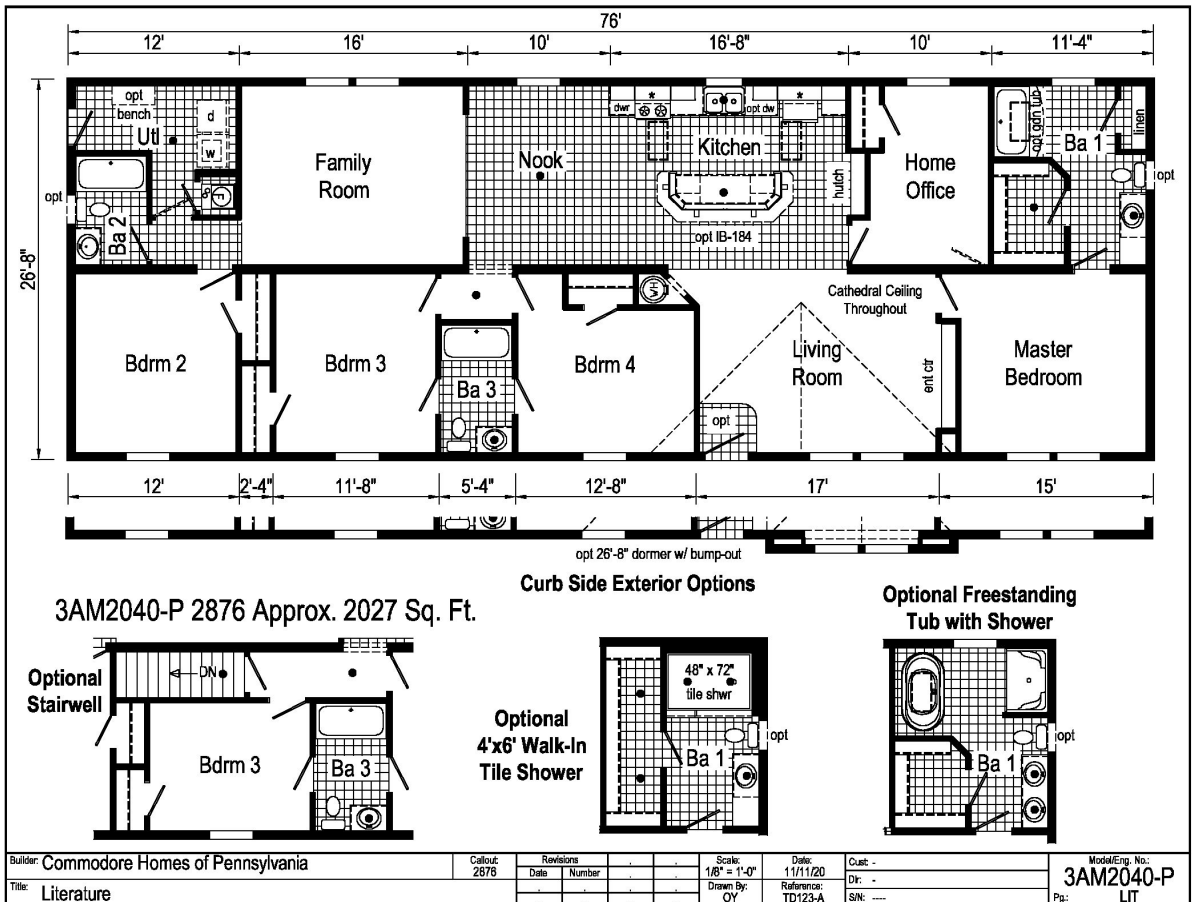 76'
12' 16' 10' 16'-8" 10' 11'-4"
26'-8"
opt
bench
Utl
d
w
F
opt
Ba 2
Family
Room
Nook
dwr
*
opt dw
*
Kitchen
hutch
opt IB-184
Home
Office
opt gdn tub
Ba 1
linen
opt
Bdrm 2
Bdrm 3
Ba 3
Bdrm 4
WH
Cathedral Ceiling
Throughout
Living
Room
ent ctr
opt
Master
Bedroom
12' 2'-4" 11'-8" 5'-4" 12'-8" 17' 15'
opt 26'-8" dormer w/ bump-out
Curb Side Exterior Options
3AM2040-P 2876 Approx. 2027 Sq. Ft.
Optional
Stairwell
DN
Bdrm 3
Ba 3
Optional
4'x6' Walk-In
Tile Shower
48" x 72"
tile shwr
Ba 1
opt
Optional Freestanding
Tub with Shower
Ba 1
opt
Builder: Commodore Homes of Pennsylvania
Title: Literature
Callout:
2876
Revisions
Date Number
Scale:
1/8" = 1'-0"
Drawn By:
OY
Date:
11/11/20
Reference:
TD123-A
Cust: -
Dir: -
S/N: ----
Model/Eng. No.:
3AM2040-P
Pg.: LIT